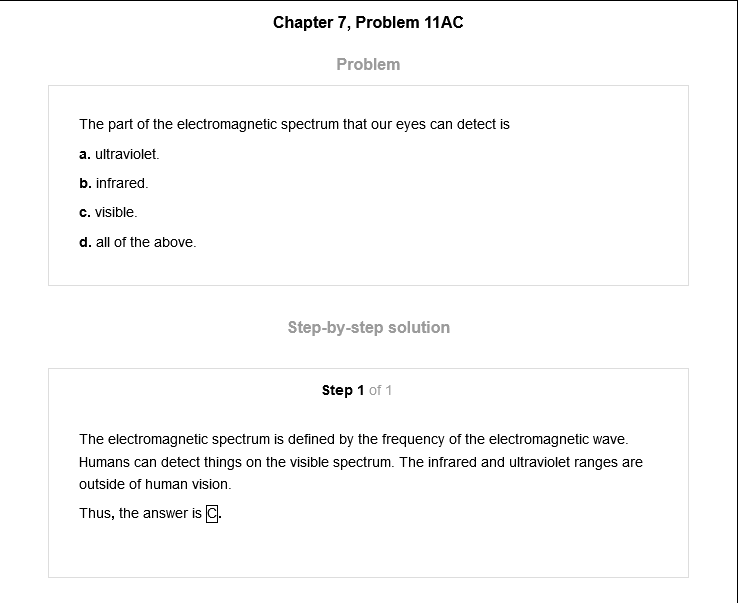 Chapter 7, Problem 11AC
Problem
The part of the electromagnetic spectrum that our eyes can detect is
a. ultraviolet.
b. infrared.
c. visible.
d. all of the above.
Step-by-step solution
Step 1 of 1
The electromagnetic spectrum is defined by the frequency of the electromagnetic wave.
Humans can detect things on the visible spectrum. The infrared and ultraviolet ranges are
outside of human vision.
Thus, the answer is C.